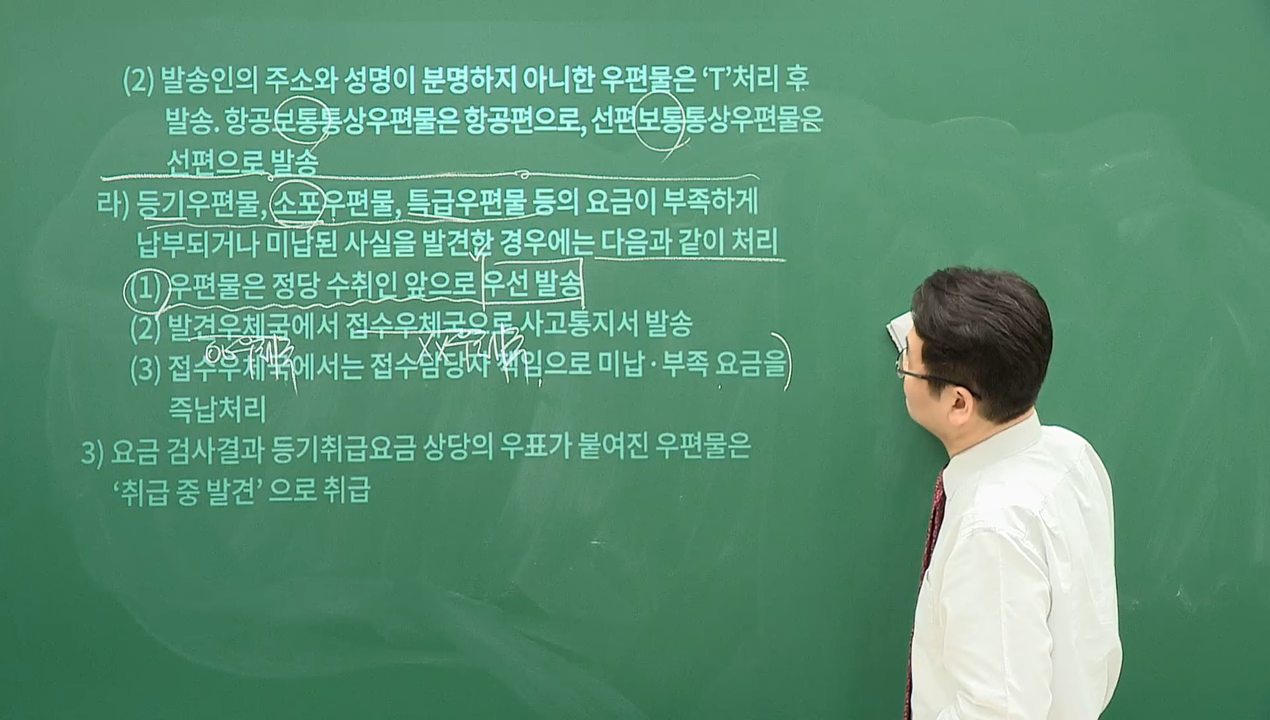 (2) 발송인의 주소와 성명이 분명하지 아니한 우편물은 ‘T’처리 후
발송. 항공보통통상우편물은 항공편으로, 선편보통통상우편물은
선편으로 발송
라) 등기우편물, 소포우편물, 특급우편물 등의 요금이 부족하게
납부되거나 미납된 사실을 발견한 경우에는 다음과 같이 처리
(1) 우편물은 정당 수취인 앞으로 우선 발송
(2) 발견우체국에서 접수우체국으로 사고통지서 발송
(3) 접수우체국에서는 접수담당자 책임으로 미납·부족 요금을
즉납처리
3) 요금 검사결과 등기취급요금 상당의 우표가 붙여진 우편물은
‘취급 중 발견’ 으로 취급